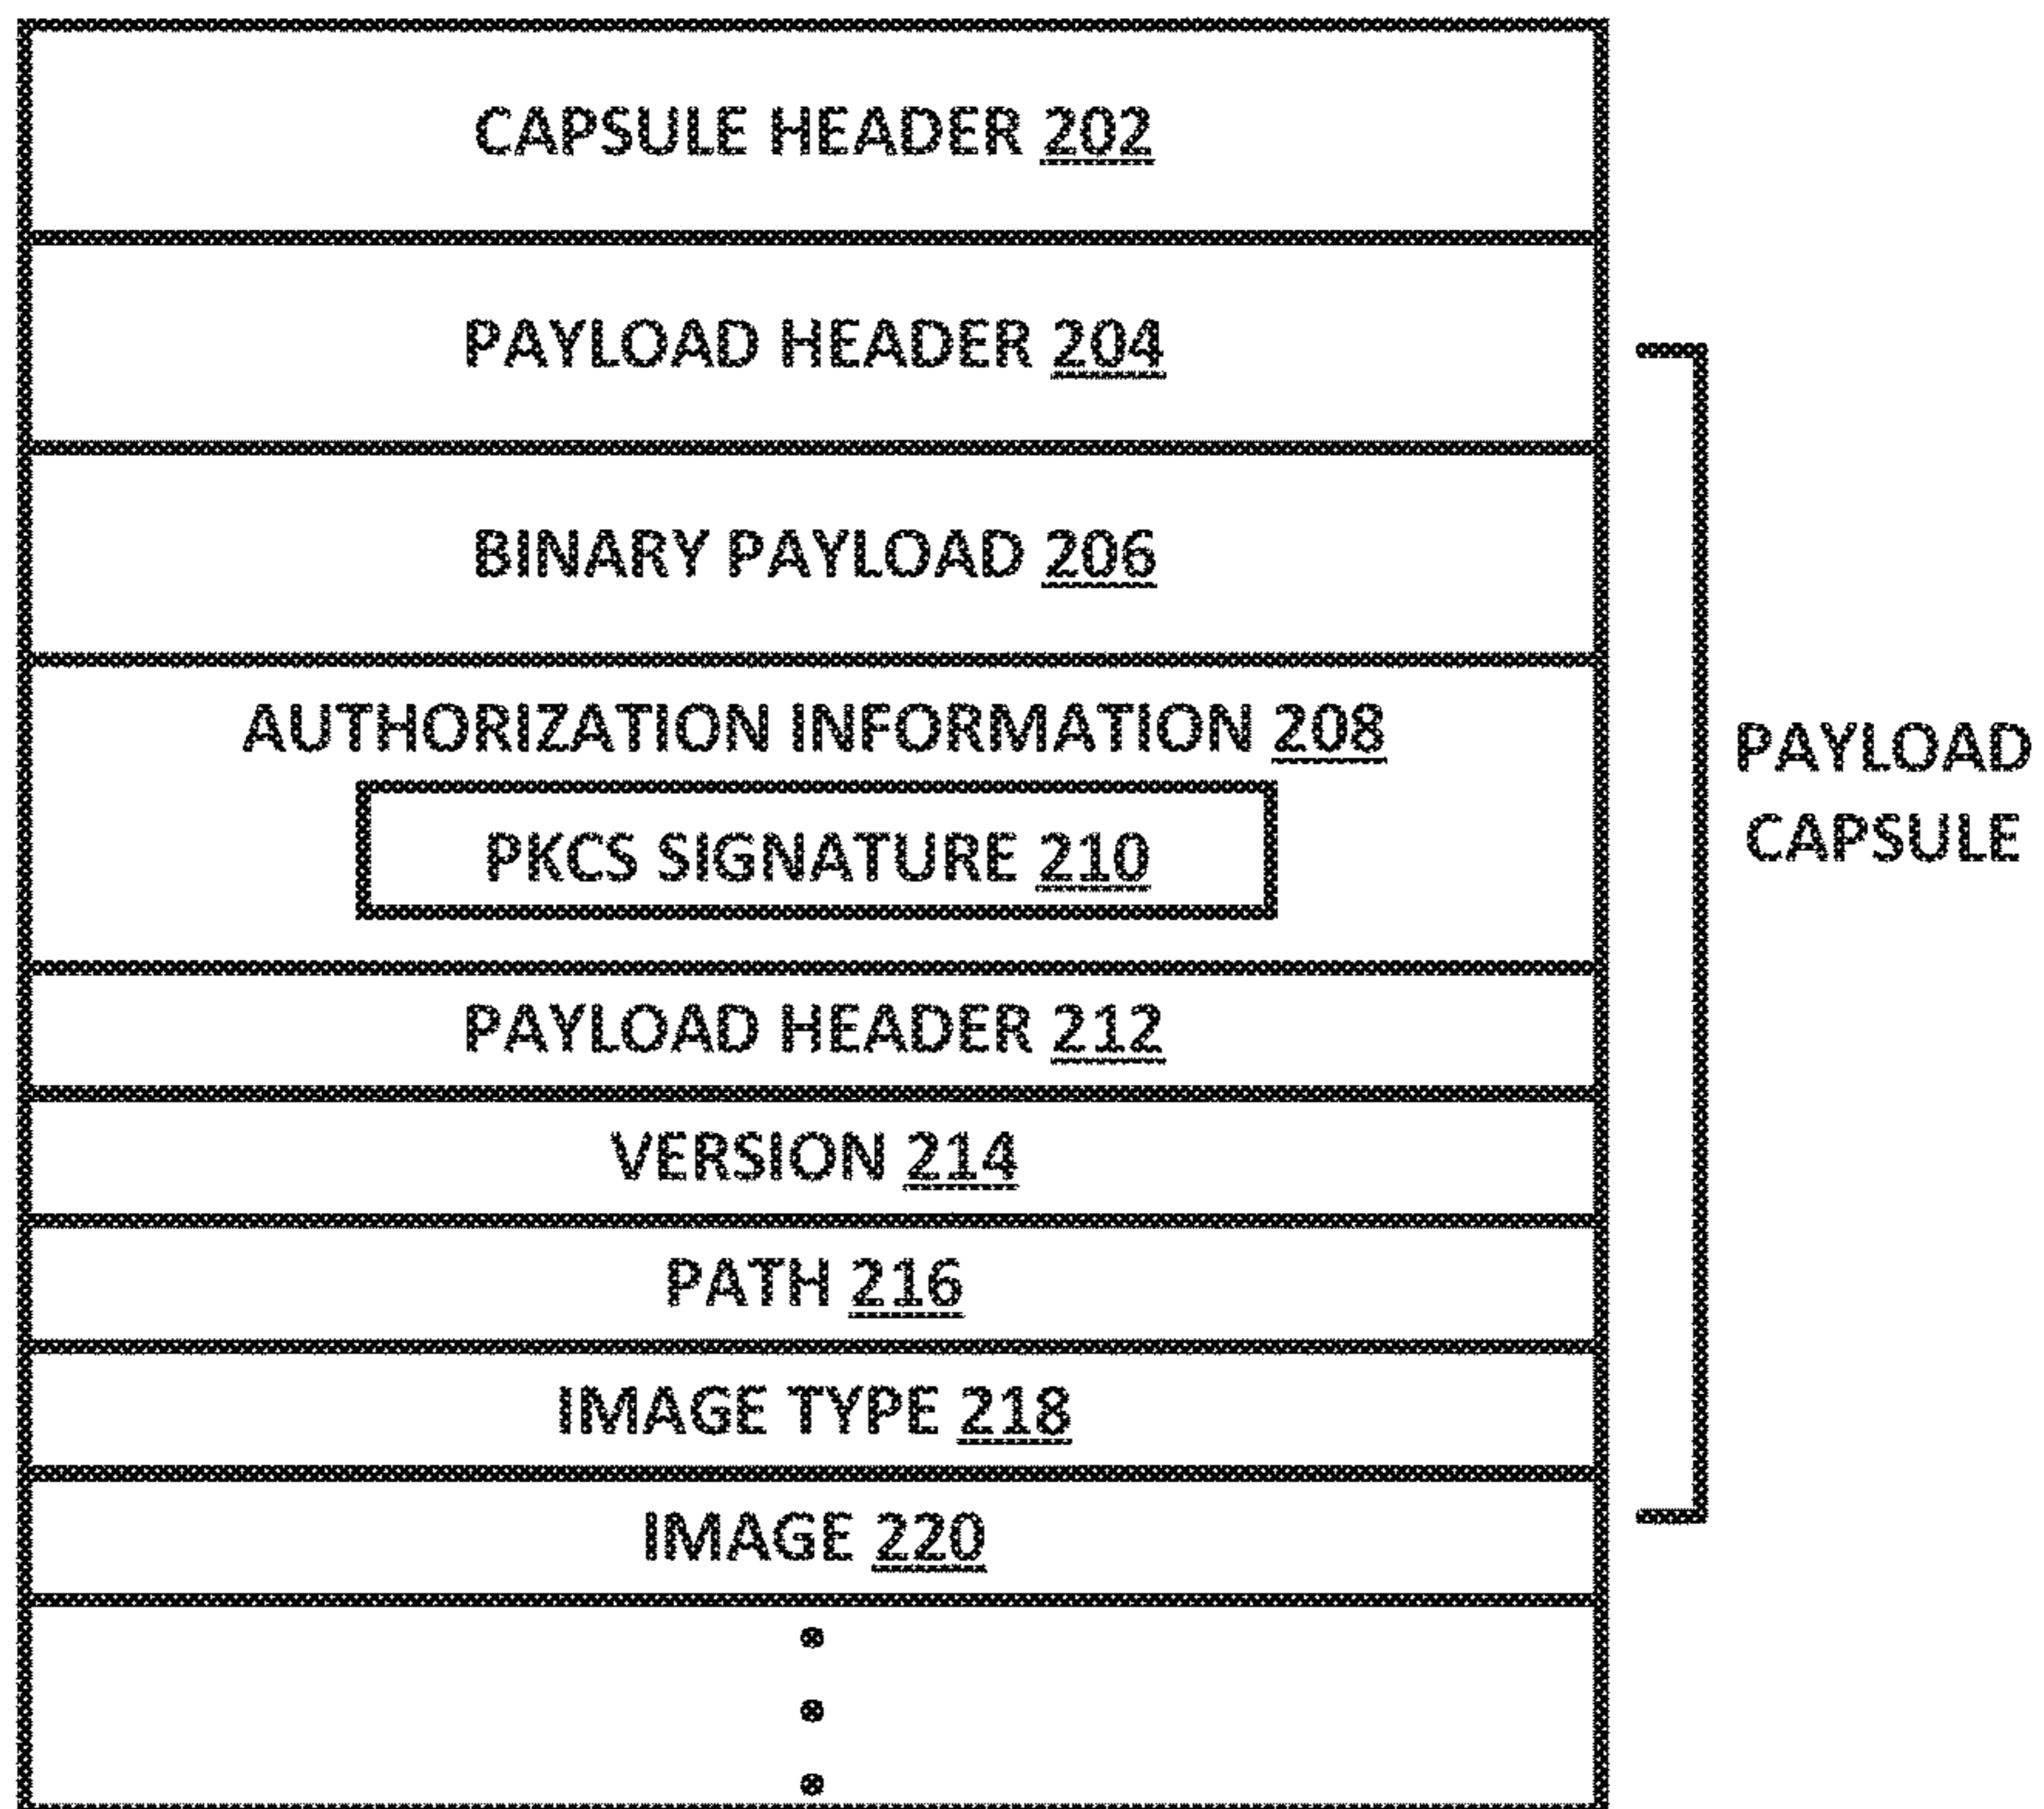 CAPSULE HEADER 202
PAYLOAD HEADER 204
BINARY PAYLOAD 206
AUTHORIZATION INFORMATION 208
PKCS SIGNATURE 210
PAYLOAD HEADER 212
VERSION 214
PATH 216
IMAGE TYPE 218
IMAGE 220
PAYLOAD
CAPSULE